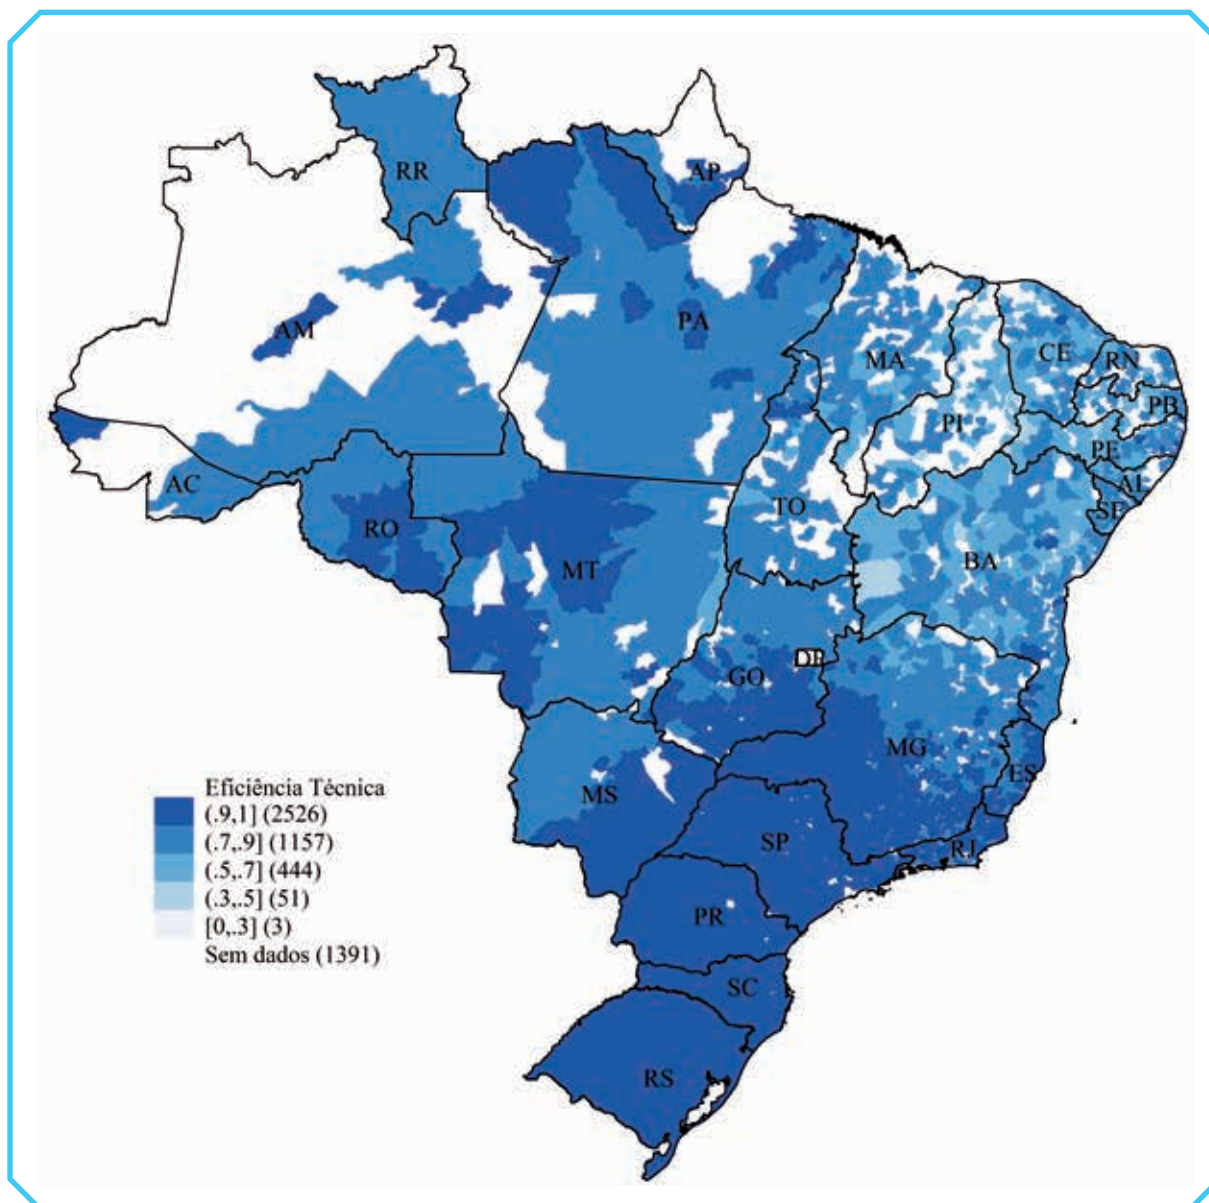 RR
AP
AM
PA
MA
CE
RN
PB
PI
PE
AL
SE
AC
TO
RO
MT
BA
DF
GO
MG
ES
MS
Eficiência Técnica
(.9,1] (2526)
(.7,.9] (1157)
(.5,.7] (444)
(.3,.5] (51)
[0,.3] (3)
Sem dados (1391)
SP
RJ
PR
SC
RS